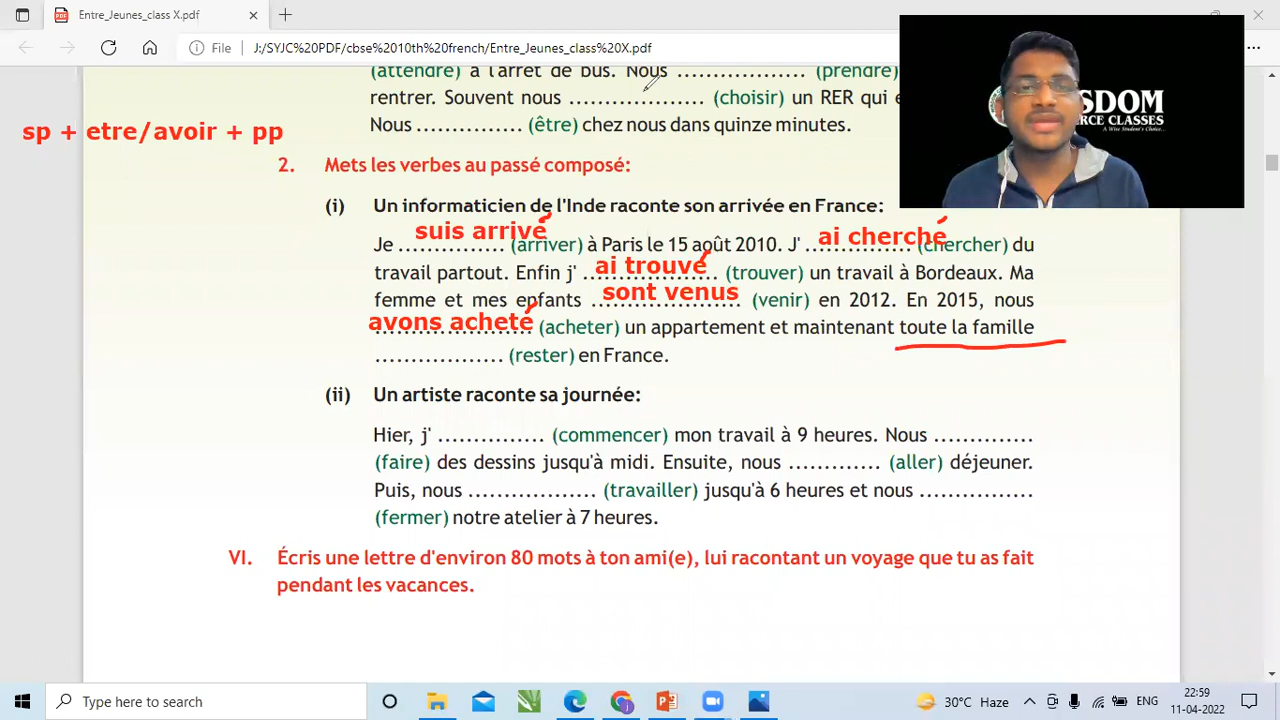 Entre_Jeunes_class X.pdf
File
J:/SYJC%20PDF/cbse%2010th%20french/Entre_Jeunes_class%20X.pdf
(attendre) à l'arrêt de bus. Nous .................. (prendre)
rentrer. Souvent nous ................... (choisir) un RER qui
Nous ............... (être) chez nous dans quinze minutes.
sp + etre/avoir + pp
2. Mets les verbes au passé composé:
(i) Un informaticien de l'Inde raconte son arrivée en France:
suis arrivé
ai cherché
Je ............... (arriver) à Paris le 15 août 2010. J' ............... (chercher) du
ai trouvé
travail partout. Enfin j' ................... (trouver) un travail à Bordeaux. Ma
sont venus
femme et mes enfants ..................... (venir) en 2012. En 2015, nous
avons acheté
...................... (acheter) un appartement et maintenant toute la famille
.................. (rester) en France.
(ii) Un artiste raconte sa journée:
Hier, j' ............... (commencer) mon travail à 9 heures. Nous ..............
(faire) des dessins jusqu'à midi. Ensuite, nous ............. (aller) déjeuner.
Puis, nous .................. (travailler) jusqu'à 6 heures et nous ................
(fermer) notre atelier à 7 heures.
VI. Écris une lettre d'environ 80 mots à ton ami(e), lui racontant un voyage que tu as fait
pendant les vacances.
A Wise Student's Choice...
Type here to search
30°C Haze
ENG
22:59
11-04-2022